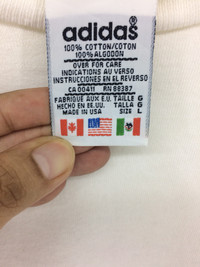 adidas
100% COTTON/COTON
100% ALGODON
OVER FOR CARE
INDICATIONS AU VERSO
INSTRUCCIONES EN EL REVERSO
CA 00411 RN 88387
FABRIQUE AUX E.U. TAILLE G
HECHO EN EE.UU. TALLA G
MADE IN USA SIZE L